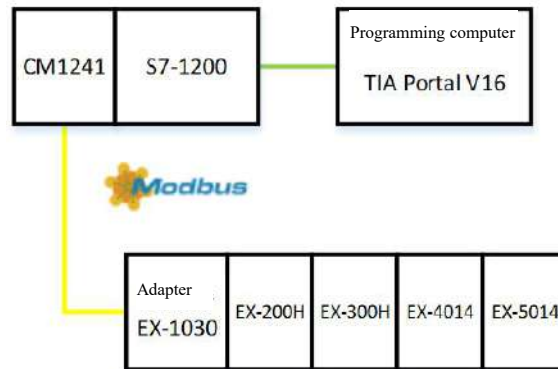 CM1241
S7-1200
Programming computer
TIA Portal V16
Modbus
Adapter
EX-1030
EX-200H
EX-300H
EX-4014
EX-5014